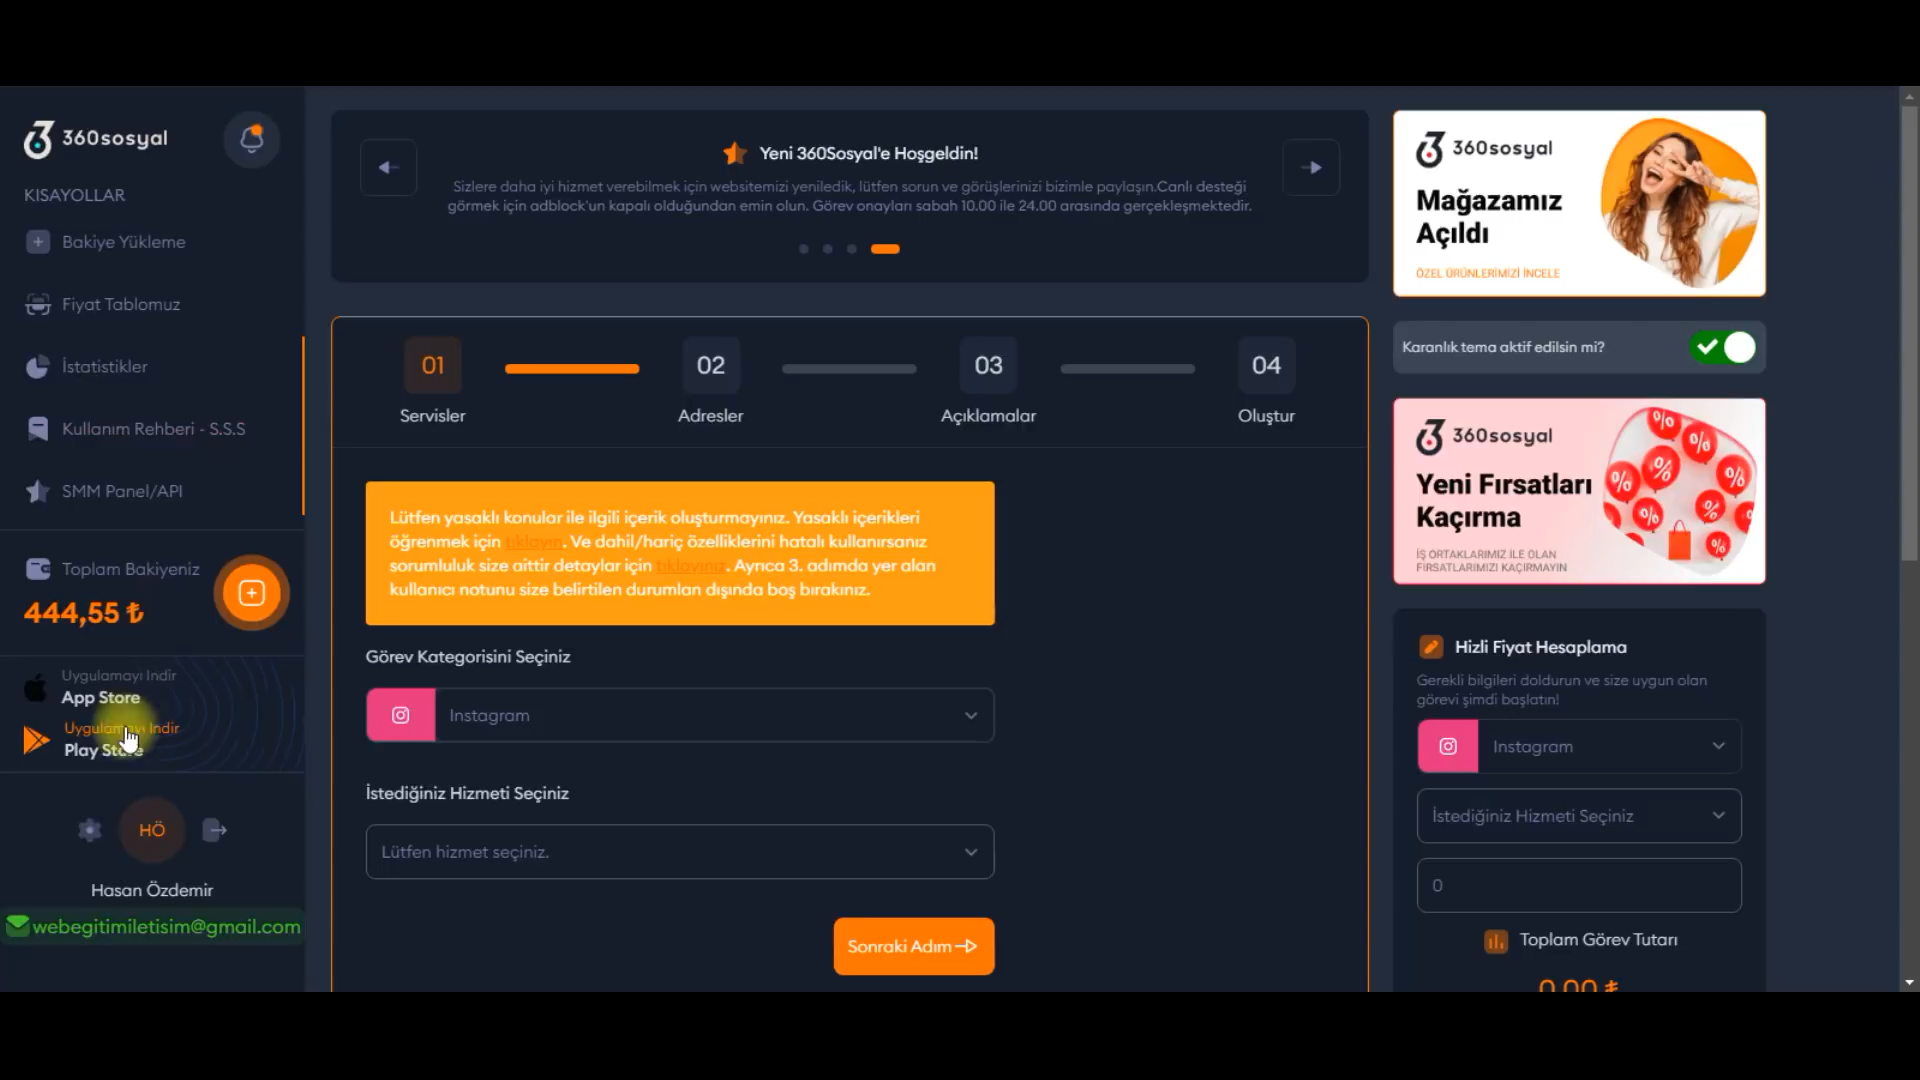 360sosyal
KISAYOLLAR
Bakiye Yükleme
Fiyat Tablomuz
İstatistikler
Kullanım Rehberi - S.S.S
SMM Panel/API
Toplam Bakiyeniz
444,55 ₺
Uygulamayı Indir
App Store
Uygulamayı Indir
Play Store
HÖ
Hasan Özdemir
webegitimiletisim@gmail.com
Yeni 360Sosyal'e Hoşgeldin!
Sizlere daha iyi hizmet verebilmek için websitemizi yeniledik, lütfen sorun ve görüşlerinizi bizimle paylaşın.Canlı desteği
görmek için adblock'un kapalı olduğundan emin olun. Görev onayları sabah 10.00 ile 24.00 arasında gerçekleşmektedir.
01
02
03
04
Servisler
Adresler
Açıklamalar
Oluştur
Lütfen yasaklı konular ile ilgili içerik oluşturmayınız. Yasaklı içerikleri
öğrenmek için tıklayın. Ve dahil/hariç özelliklerini hatalı kullanırsanız
sorumluluk size aittir detaylar için tıklayınız. Ayrıca 3. adımda yer alan
kullanıcı notunu size belirtilen durumları dışında boş bırakınız.
Görev Kategorisini Seçiniz
Instagram
İstediğiniz Hizmeti Seçiniz
Lütfen hizmet seçiniz.
Sonraki Adım
360sosyal
Mağazamız
Açıldı
ÖZEL ÜRÜNLERİMİZİ İNCELE
Karanlık tema aktif edilsin mi?
360sosyal
Yeni Fırsatları
Kaçırma
İŞ ORTAKLARIMIZ İLE OLAN
FIRSATLARIMIZI KAÇIRMAYIN
Hizli Fiyat Hesaplama
Gerekli bilgileri doldurun ve size uygun olan
görevi şimdi başlatın!
Instagram
İstediğiniz Hizmeti Seçiniz
0
Toplam Görev Tutarı
0,00 ₺